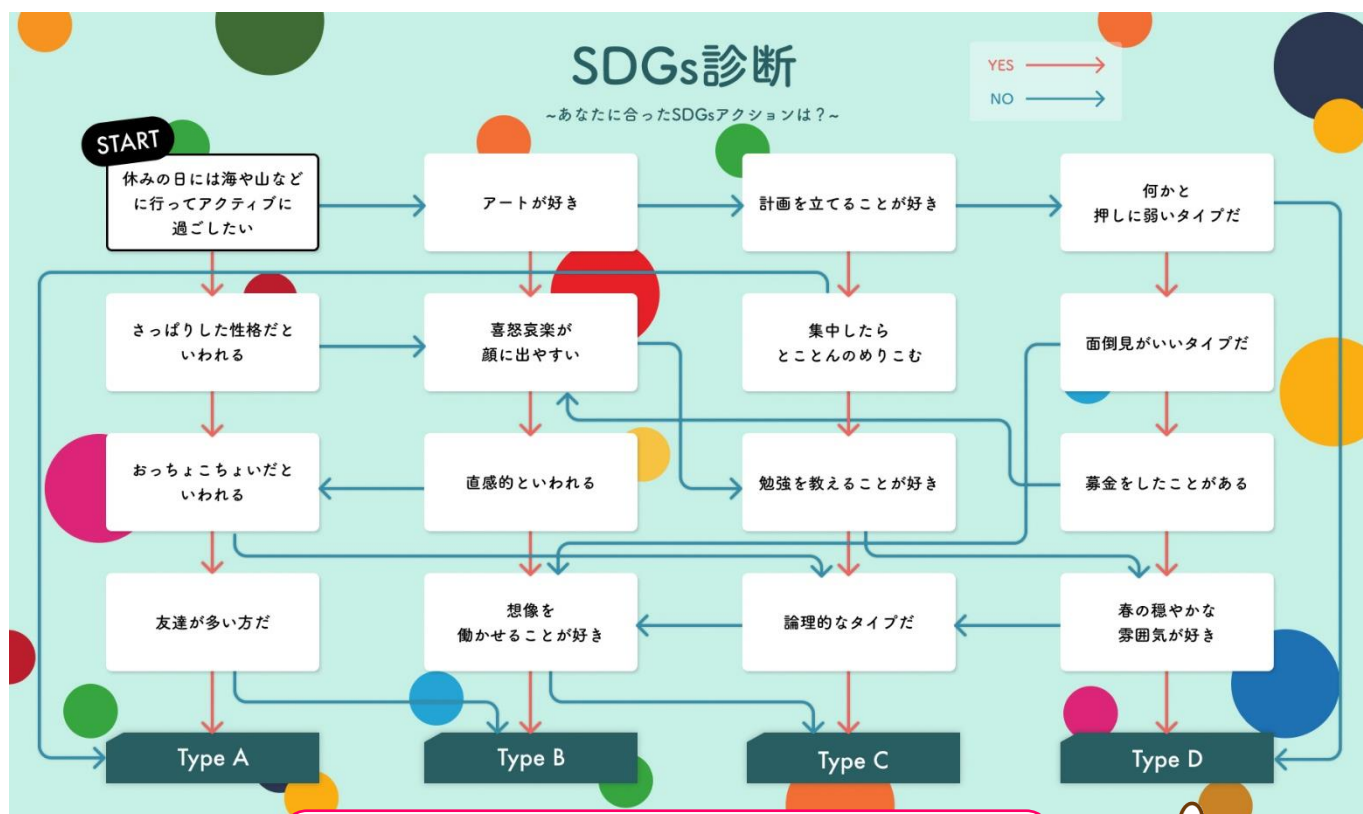 SDGs診断
~あなたに合ったSDGsアクションは？~
YES
NO
START
休みの日には海や山など
に行ってアクティブに
過ごしたい
アートが好き
計画を立てることが好き
何かと
押しに弱いタイプだ
さっぱりした性格だと
いわれる
喜怒哀楽が
顔に出やすい
集中したら
とことんのめりこむ
面倒見がいいタイプだ
おっちょこちょいだと
いわれる
直感的といわれる
勉強を教えることが好き
募金をしたことがある
友達が多い方だ
想像を
働かせることが好き
論理的なタイプだ
春の穏やかな
雰囲気が好き
Type A
Type B
Type C
Type D